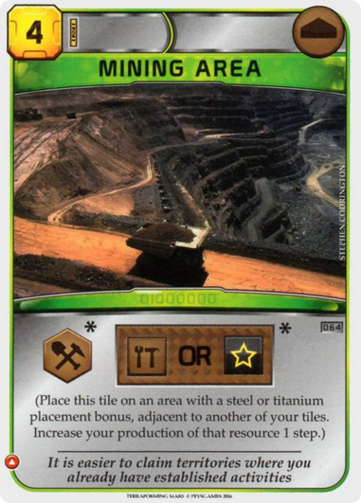 4
MINING AREA
STEPHEN CODRINGTON
01000000
064
* OR *
(Place this tile on an area with a steel or titanium
placement bonus, adjacent to another of your tiles.
Increase your production of that resource 1 step.)
It is easier to claim territories where you
already have established activities
TERRAFORMING MARS © FRYXGAMES 2016